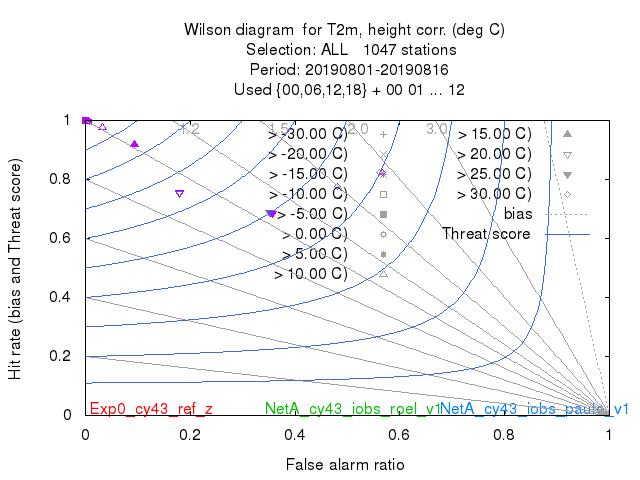 Wilson diagram for T2m, height corr. (deg C)
Selection: ALL 1047 stations
Period: 20190801-20190816
Used {00,06,12,18} + 00 01 ... 12
Hit rate (bias and Threat score)
1
0.8
0.6
0.4
0.2
0
1.2
1.5
2.0
3.0
> -30.00 C)
> -20.00 C)
> -15.00 C)
> -10.00 C)
> -5.00 C)
> 0.00 C)
> 5.00 C)
> 10.00 C)
> 15.00 C)
> 20.00 C)
> 25.00 C)
> 30.00 C)
bias
Threat score
Exp0_cy43_ref_z
NetA_cy43_iobs_roel_v1
NetA_cy43_iobs_paulo_v1
0 0.2 0.4 0.6 0.8 1
False alarm ratio